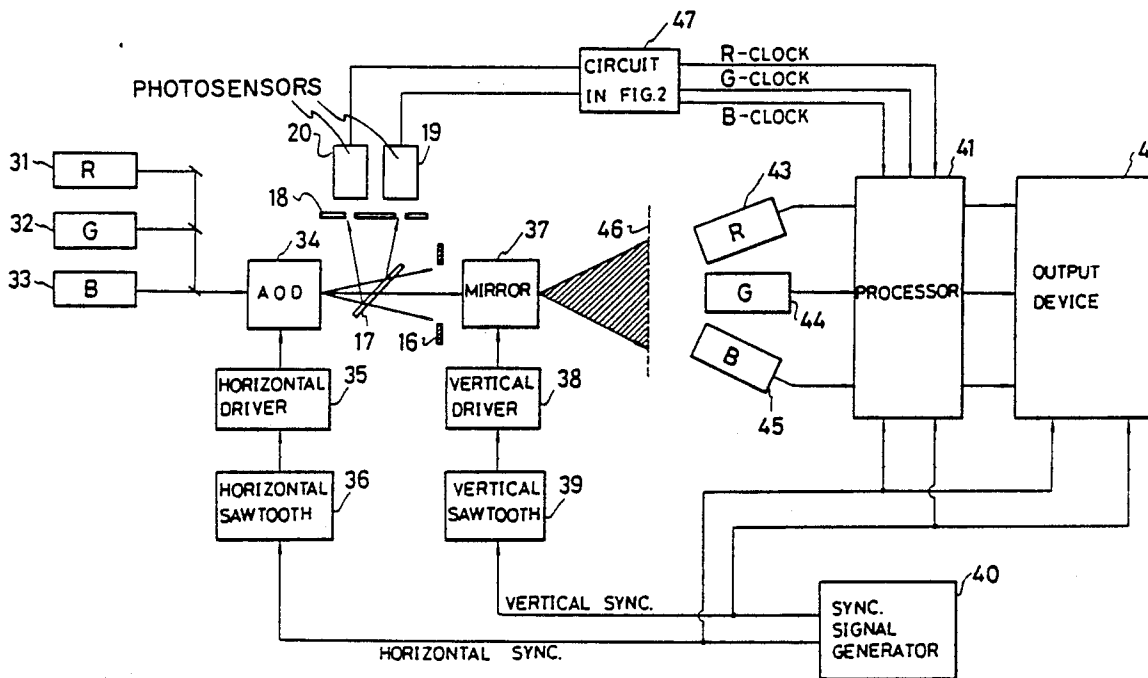 47
CIRCUIT
IN FIG.2
R-CLOCK
G-CLOCK
B-CLOCK
PHOTOSENSORS
20
19
31
R
32
G
33
B
18
34
AOD
17
16
37
MIRROR
46
43
R
G
44
B
45
41
PROCESSOR
4
OUTPUT
DEVICE
HORIZONTAL
DRIVER
35
VERTICAL
DRIVER
38
HORIZONTAL
SAWTOOTH
36
VERTICAL
SAWTOOTH
39
VERTICAL SYNC.
HORIZONTAL SYNC.
40
SYNC.
SIGNAL
GENERATOR